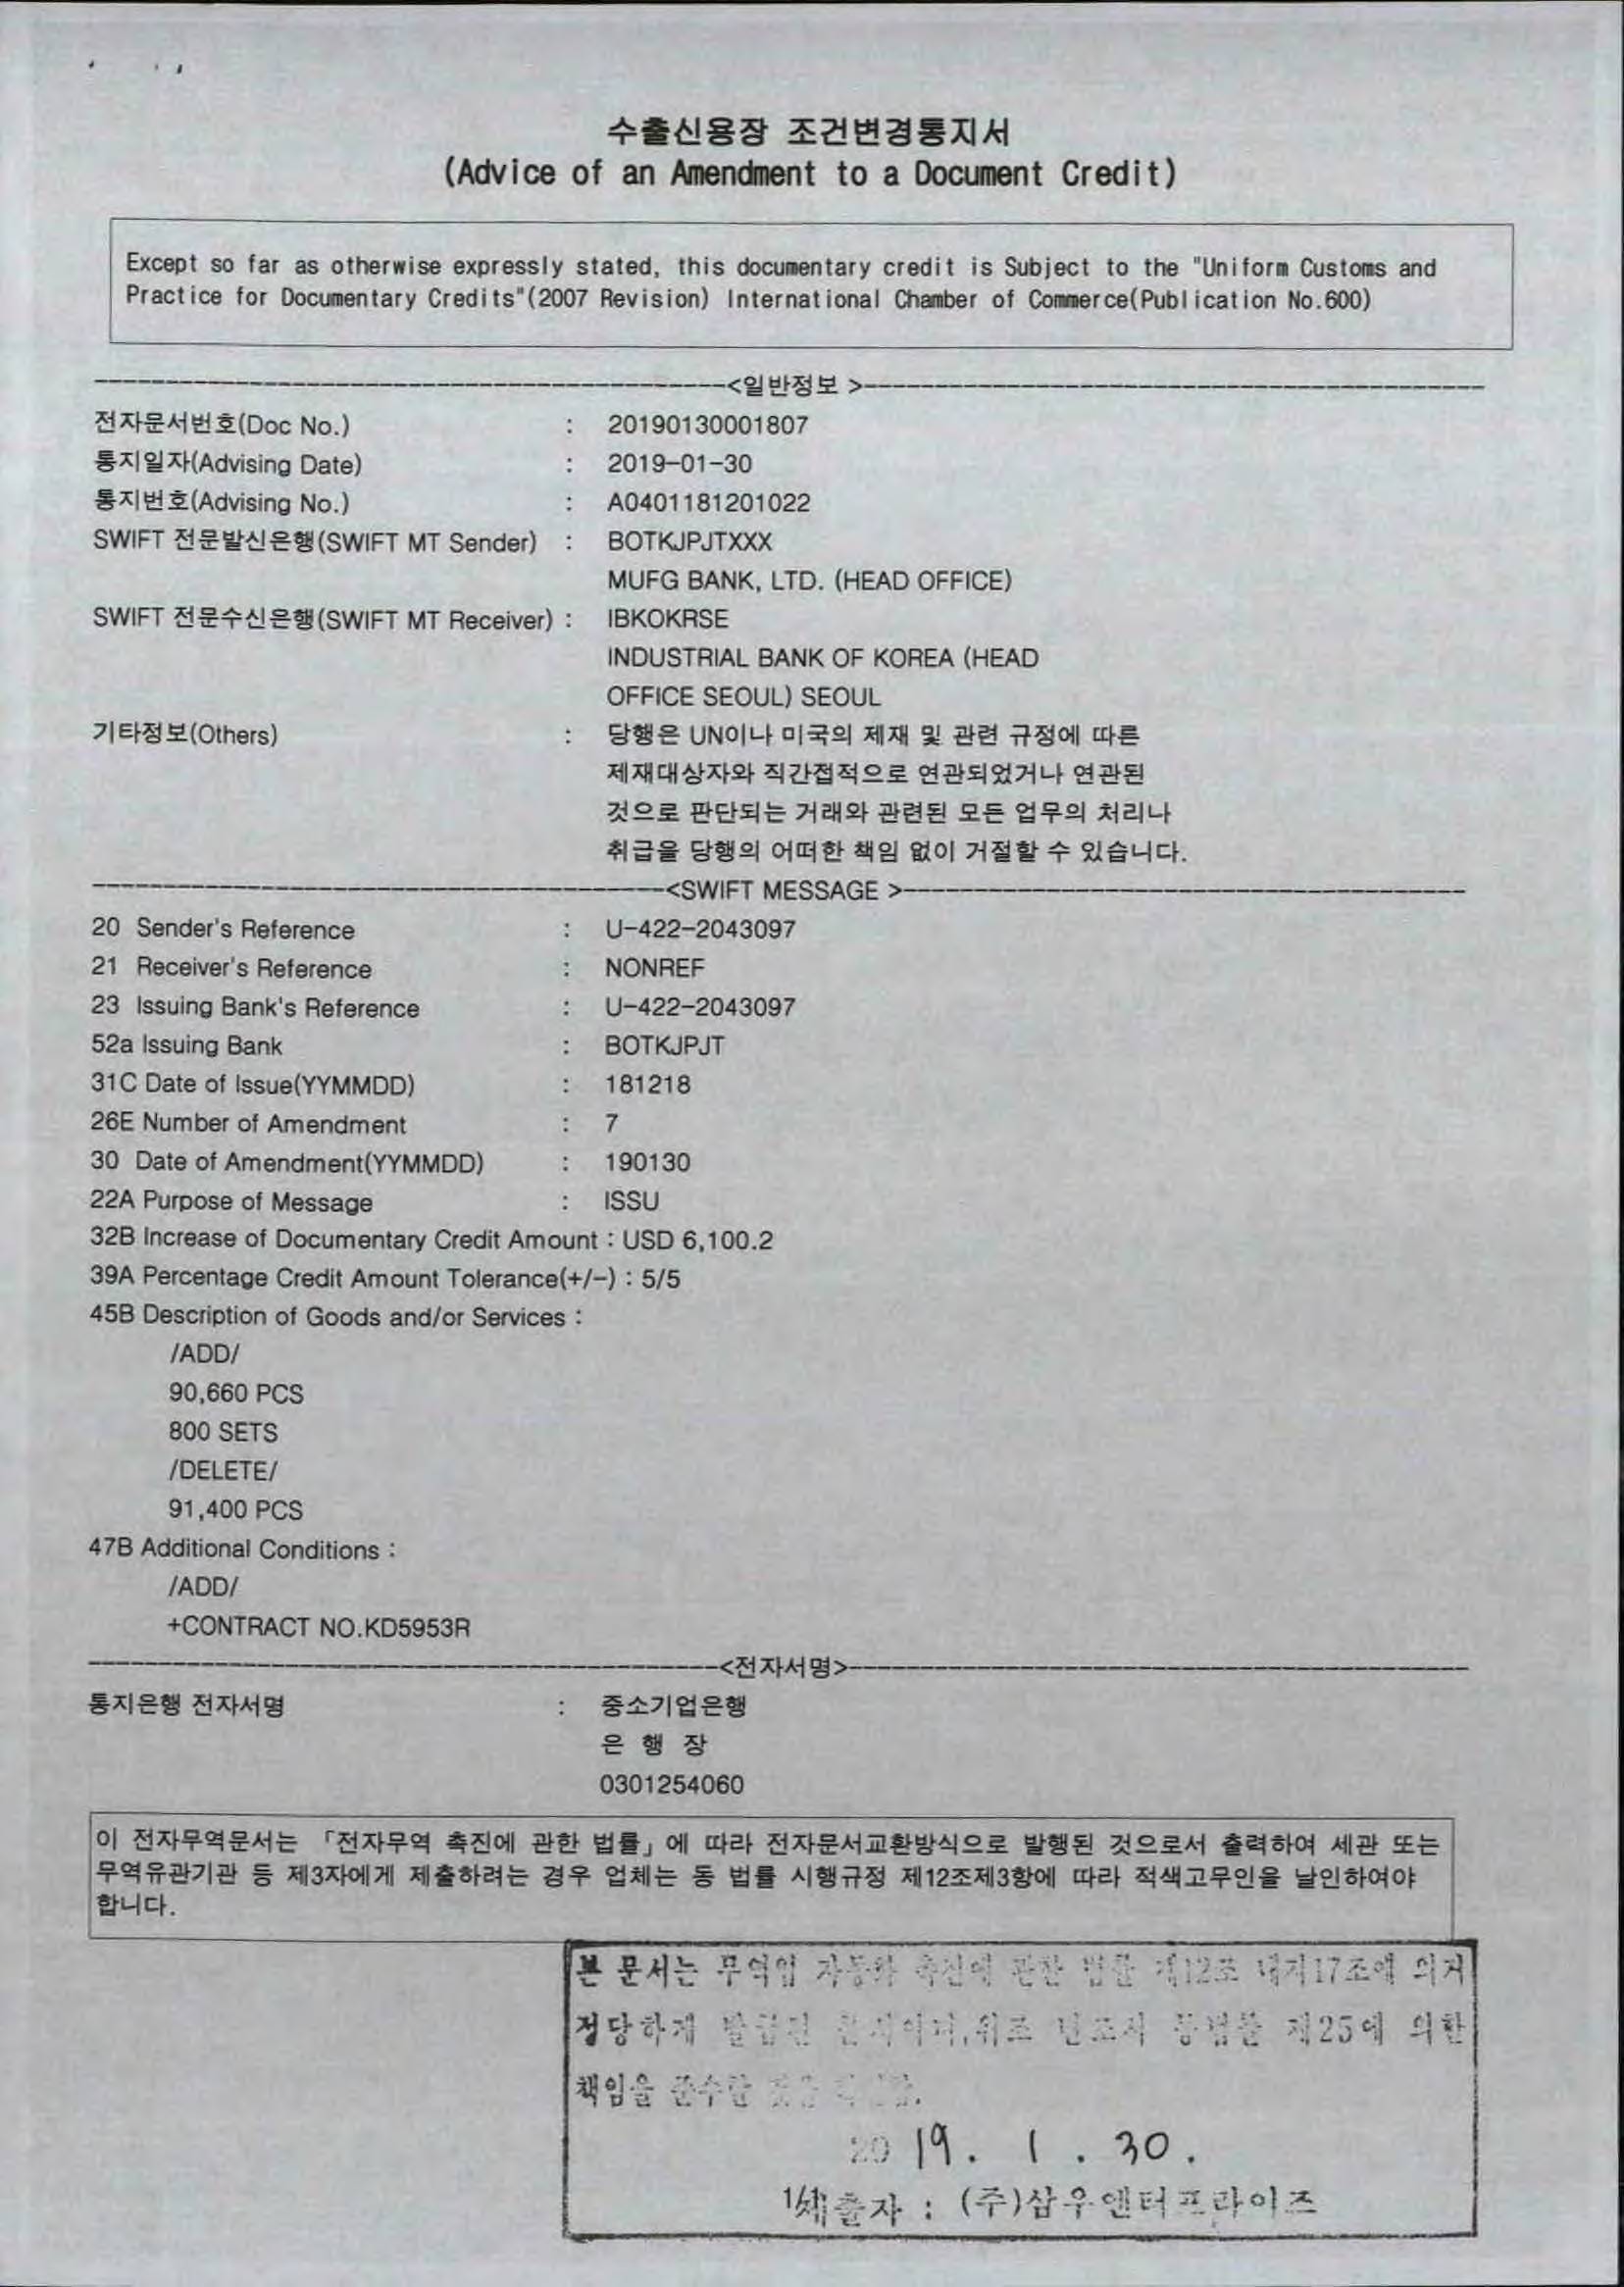 수출신용장 조건변경통지서
(Advice of an Amendment to a Document Credit)
Except so far as otherwise expressly stated, this documentary credit is Subject to the "Uniform Customs and
Practice for Documentary Credits"(2007 Revision) International Chamber of Commerce(Publication No.600)
<일반정보 >
전자문서번호(Doc No.) : 20190130001807
통지일자(Advising Date) : 2019-01-30
통지번호(Advising No.) : A0401181201022
SWIFT 전문발신은행(SWIFT MT Sender) : BOTKJPJTXXX
MUFG BANK, LTD. (HEAD OFFICE)
SWIFT 전문수신은행(SWIFT MT Receiver) : IBKOKRSE
INDUSTRIAL BANK OF KOREA (HEAD
OFFICE SEOUL) SEOUL
기타정보(Others) : 당행은 UN이나 미국의 제재 및 관련 규정에 따른
제재대상자와 직간접적으로 연관되었거나 연관된
것으로 판단되는 거래와 관련된 모든 업무의 처리나
취급을 당행의 어떠한 책임 없이 거절할 수 있습니다.
<SWIFT MESSAGE >
20 Sender's Reference : U-422-2043097
21 Receiver's Reference : NONREF
23 Issuing Bank's Reference : U-422-2043097
52a Issuing Bank : BOTKJPJT
31C Date of Issue(YYMMDD) : 181218
26E Number of Amendment : 7
30 Date of Amendment(YYMMDD) : 190130
22A Purpose of Message : ISSU
32B Increase of Documentary Credit Amount : USD 6,100.2
39A Percentage Credit Amount Tolerance(+/-) : 5/5
45B Description of Goods and/or Services :
/ADD/
90,660 PCS
800 SETS
/DELETE/
91,400 PCS
47B Additional Conditions :
/ADD/
+CONTRACT NO.KD5953R
<전자서명>
통지은행 전자서명 : 중소기업은행
은 행 장
0301254060
이 전자무역문서는 「전자무역 촉진에 관한 법률」에 따라 전자문서교환방식으로 발행된 것으로서 출력하여 세관 또는
무역유관기관 등 제3자에게 제출하려는 경우 업체는 동 법률 시행규정 제12조제3항에 따라 적색고무인을 날인하여야
합니다.
본 문서는 무역업 자동화 촉진에 관한 법률 제12조 내지17조에 의거
정당하게 발급된 문서이며,위조 변조시 동법률 제25에 의한
책임을 준수할
2019. 1. 30.
제출자 : (주)삼우엔터프라이즈